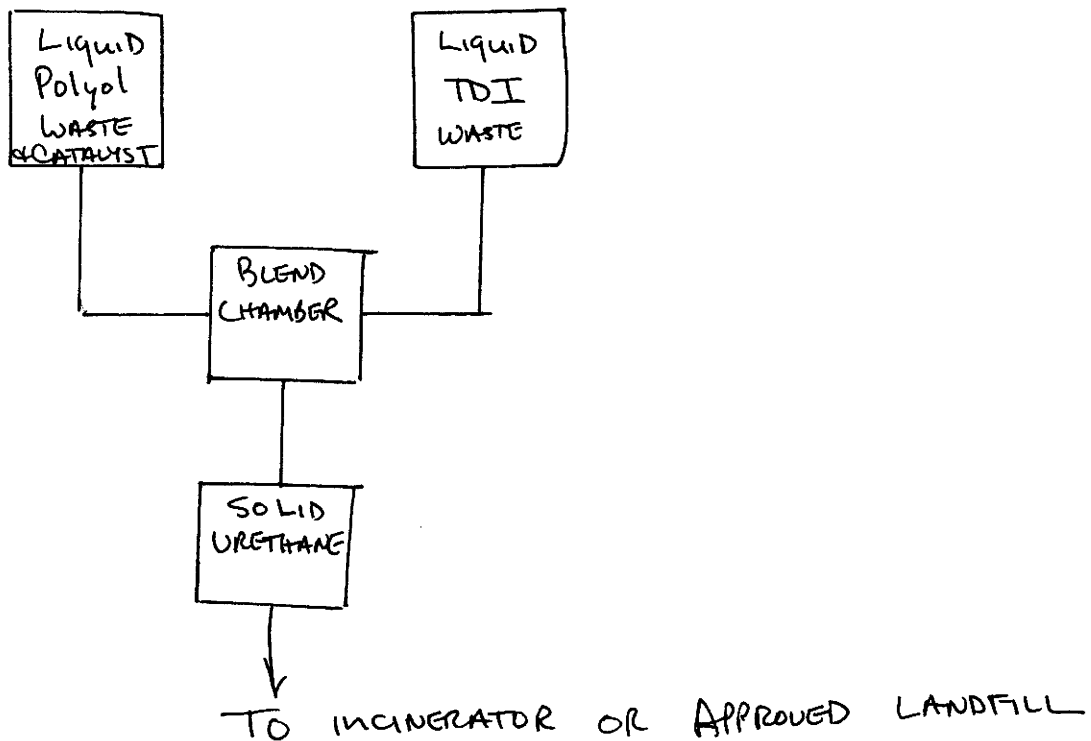 LIQUID
Polyol
WASTE
&CATALYST
LIQUID
TDI
WASTE
BLEND
CHAMBER
SOLID
URETHANE
TO INCINERATOR OR APPROVED LANDFILL